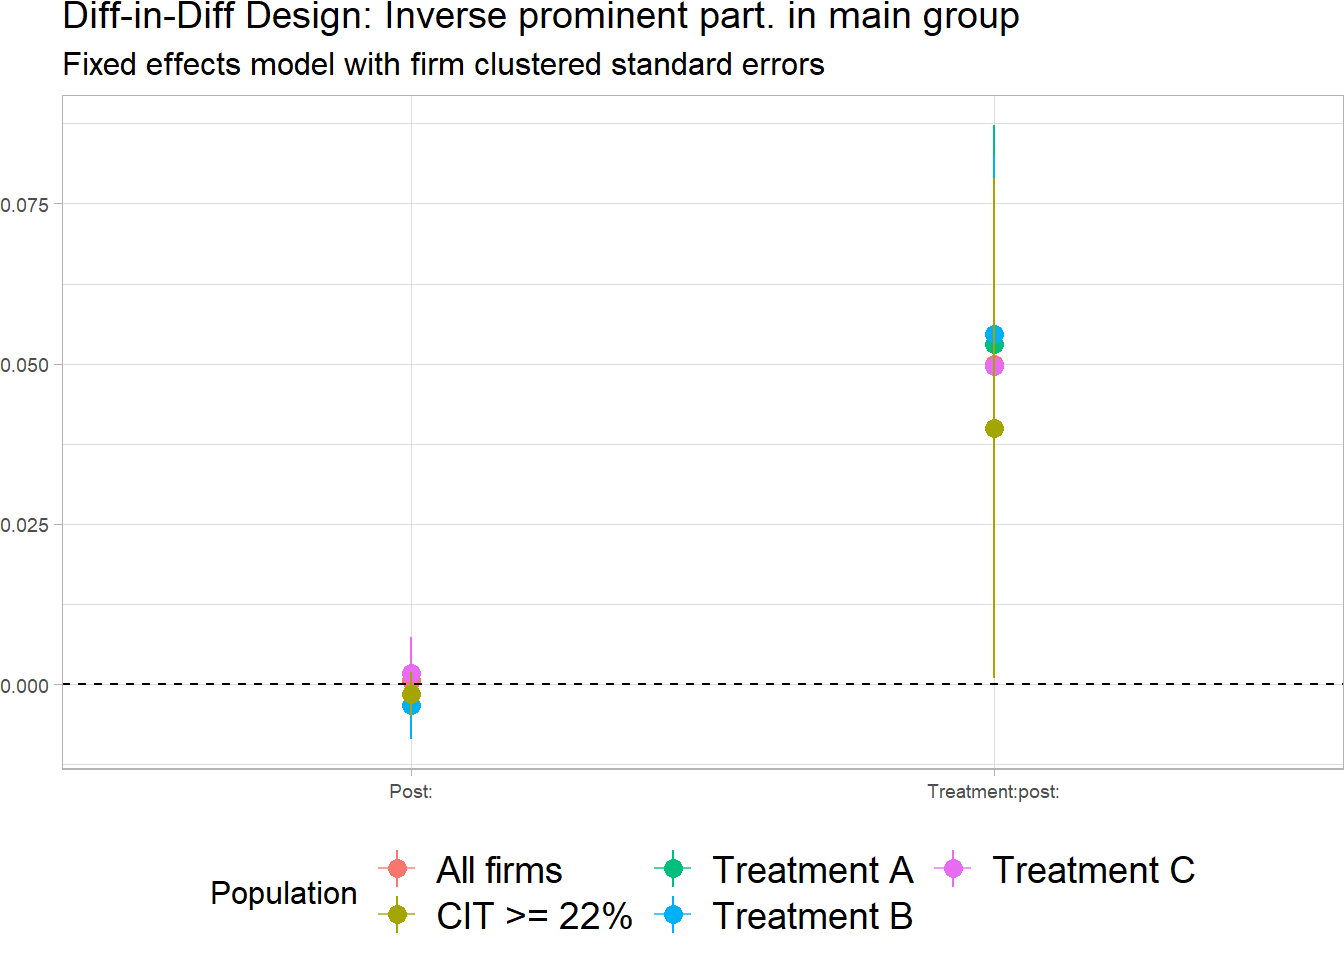 Diff-in-Diff Design: Inverse prominent part. in main group
Fixed effects model with firm clustered standard errors
0.075
0.050
0.025
0.000
Post:
Treatment:post:
Population
All firms
CIT >= 22%
Treatment A
Treatment B
Treatment C